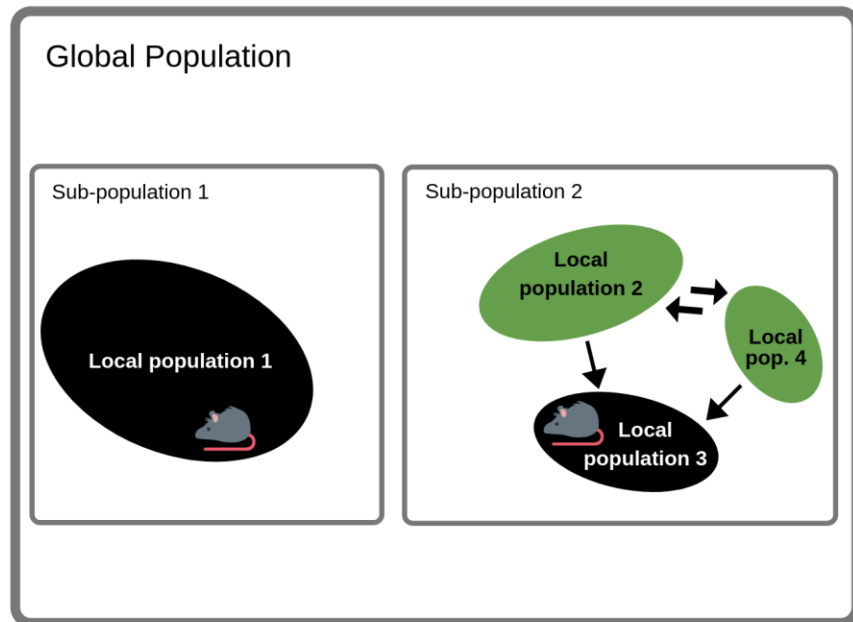 Global Population
Sub-population 1
Local population 1
Sub-population 2
Local
population 2
Local
pop. 4
Local
population 3